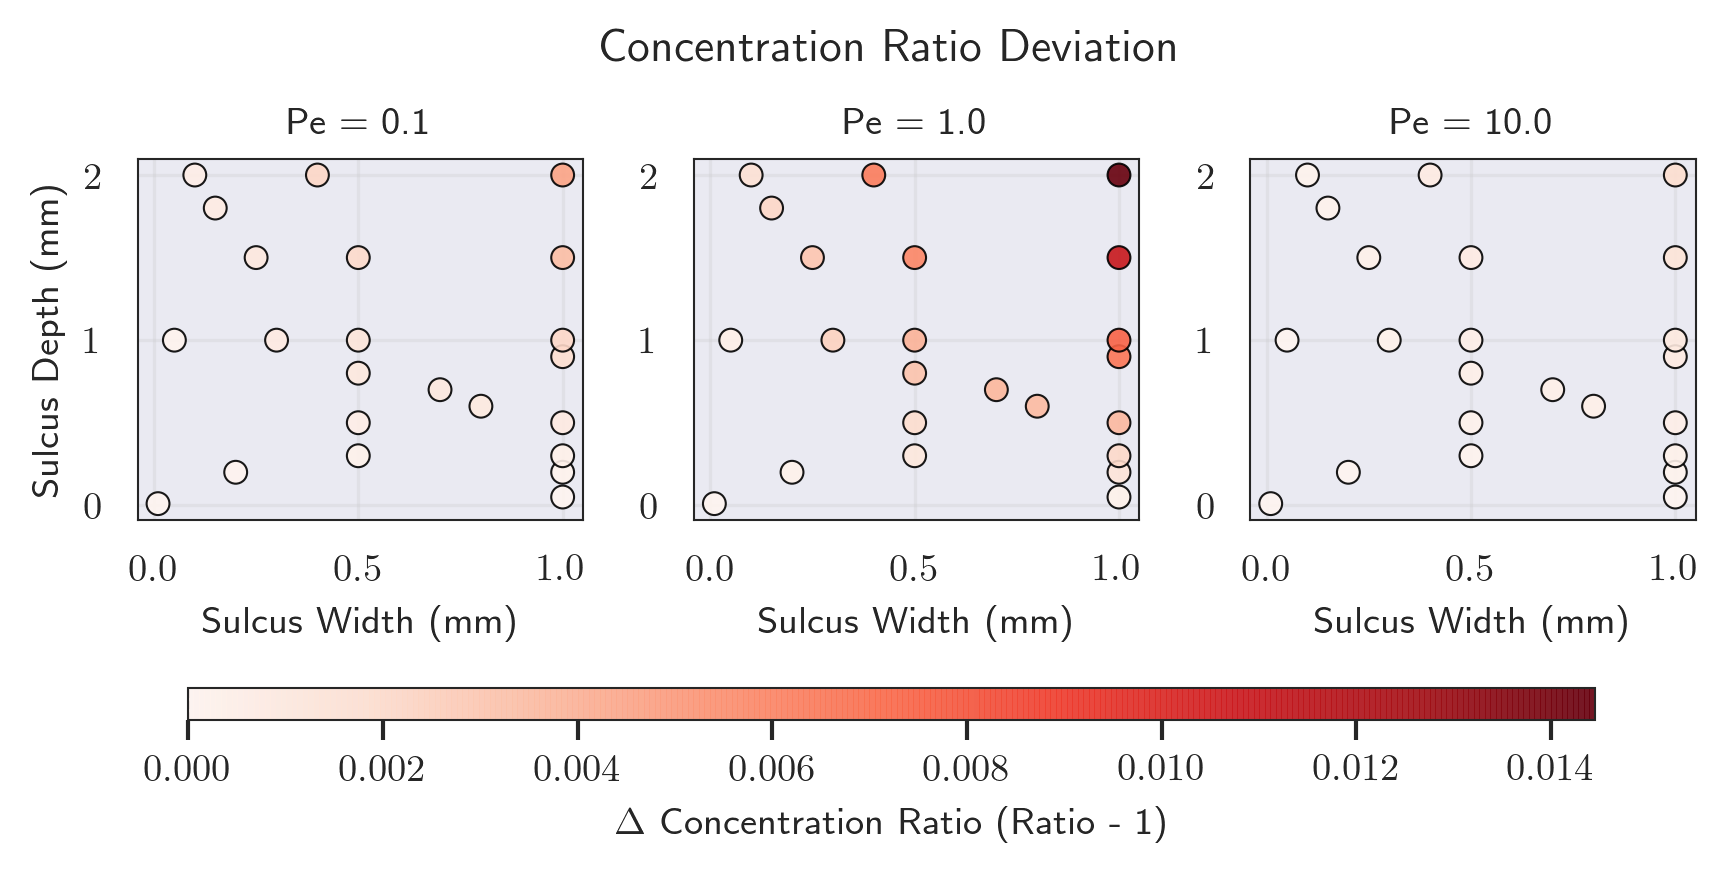 Concentration Ratio Deviation
Pe = 0.1
Pe = 1.0
Pe = 10.0
Sulcus Depth (mm)
2
1
0
2
1
0
2
1
0
0.0 0.5 1.0
0.0 0.5 1.0
0.0 0.5 1.0
Sulcus Width (mm)
Sulcus Width (mm)
Sulcus Width (mm)
0.000 0.002 0.004 0.006 0.008 0.010 0.012 0.014
Δ Concentration Ratio (Ratio - 1)